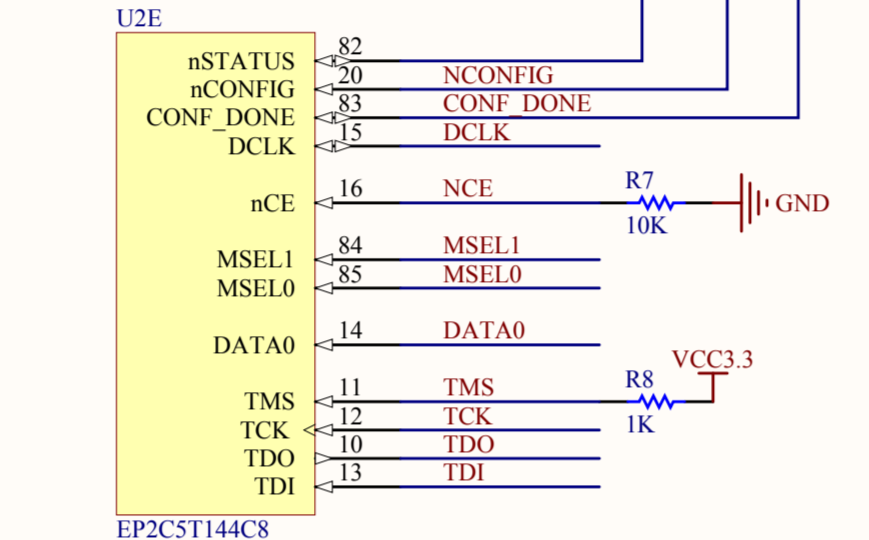 U2E
nSTATUS 82
nCONFIG 20 NCONFIG
CONF_DONE 83 CONF_DONE
DCLK 15 DCLK
nCE 16 NCE R7 10K GND
MSEL1 84 MSEL1
MSEL0 85 MSEL0
DATA0 14 DATA0
VCC3.3
TMS 11 TMS R8 1K
TCK 12 TCK
TDO 10 TDO
TDI 13 TDI
EP2C5T144C8